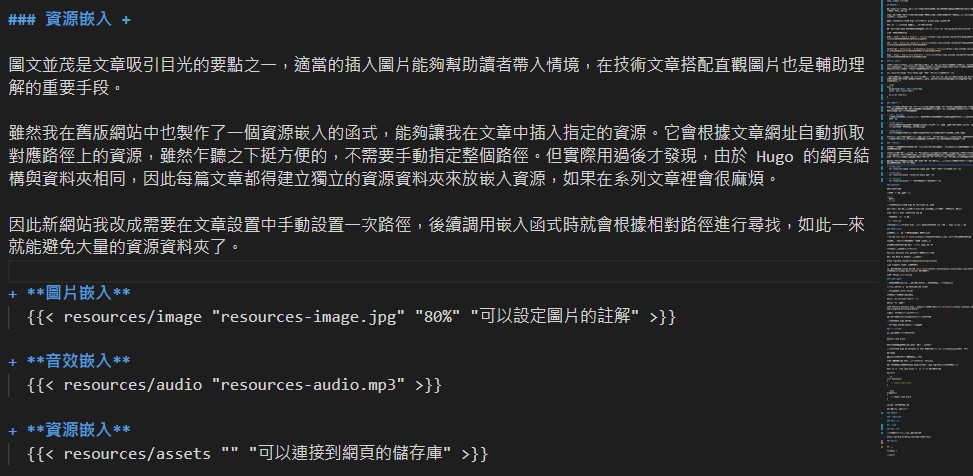 ### 資源嵌入 +
圖文並茂是文章吸引目光的要點之一，適當的插入圖片能夠幫助讀者帶入情境，在技術文章搭配直觀圖片也是輔助理
解的重要手段。
雖然我在舊版網站中也製作了一個資源嵌入的函式，能夠讓我在文章中插入指定的資源。它會根據文章網址自動抓取
對應路徑上的資源，雖然乍聽之下挺方便的，不需要手動指定整個路徑。但實際用過後才發現，由於 Hugo 的網頁結
構與資料夾相同，因此每篇文章都得建立獨立的資源資料夾來放嵌入資源，如果在系列文章裡會很麻煩。
因此新網站我改成需要在文章設置中手動設置一次路徑，後續調用嵌入函式時就會根據相對路徑進行尋找，如此一來
就能避免大量的資源資料夾了。
+ **圖片嵌入**
{{< resources/image "resources-image.jpg" "80%" "可以設定圖片的註解" >}}
+ **音效嵌入**
{{< resources/audio "resources-audio.mp3" >}}
+ **資源嵌入**
{{< resources/assets "" "可以連接到網頁的儲存庫" >}}